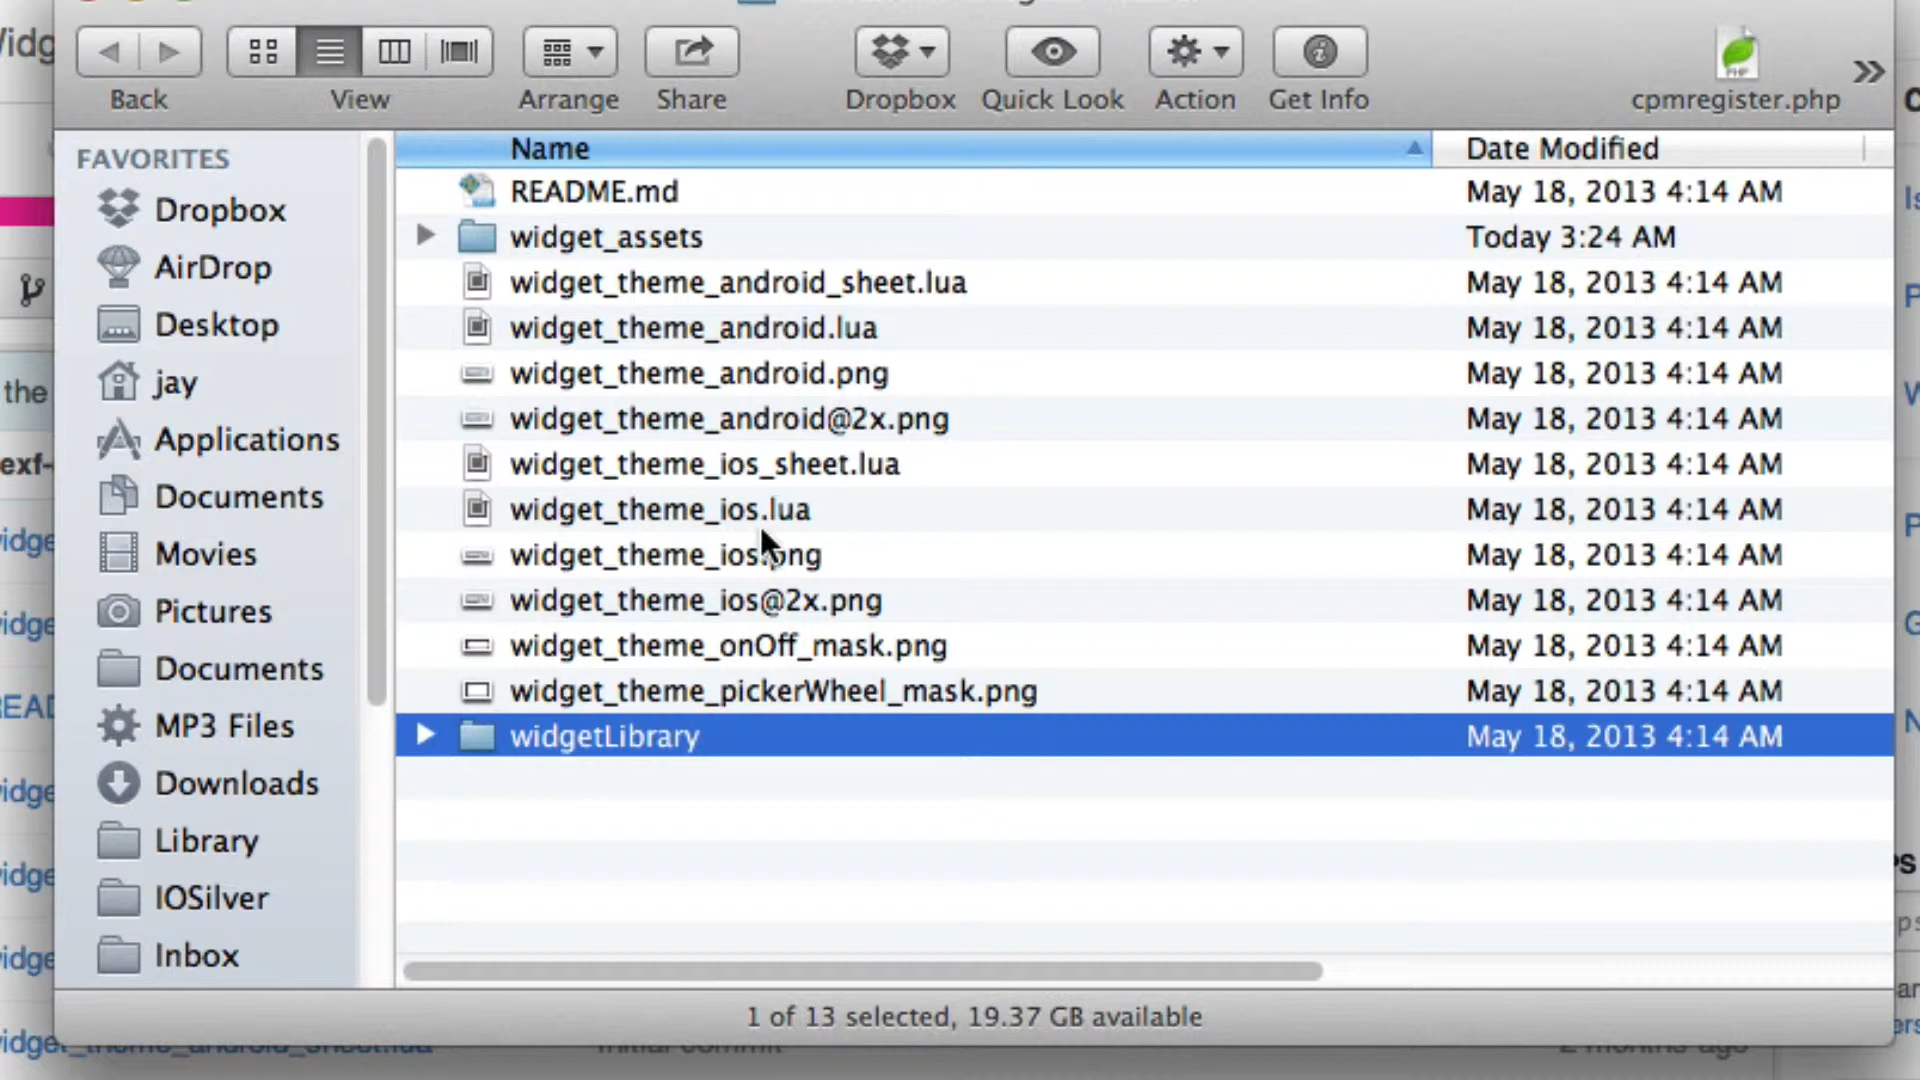 Back
View
Arrange
Share
Dropbox
Quick Look
Action
Get Info
cpmregister.php
FAVORITES
Dropbox
AirDrop
Desktop
jay
Applications
Documents
Movies
Pictures
Documents
MP3 Files
Downloads
Library
IOSilver
Inbox
Name Date Modified
README.md May 18, 2013 4:14 AM
widget_assets Today 3:24 AM
widget_theme_android_sheet.lua May 18, 2013 4:14 AM
widget_theme_android.lua May 18, 2013 4:14 AM
widget_theme_android.png May 18, 2013 4:14 AM
widget_theme_android@2x.png May 18, 2013 4:14 AM
widget_theme_ios_sheet.lua May 18, 2013 4:14 AM
widget_theme_ios.lua May 18, 2013 4:14 AM
widget_theme_ios.png May 18, 2013 4:14 AM
widget_theme_ios@2x.png May 18, 2013 4:14 AM
widget_theme_onOff_mask.png May 18, 2013 4:14 AM
widget_theme_pickerWheel_mask.png May 18, 2013 4:14 AM
widgetLibrary May 18, 2013 4:14 AM
1 of 13 selected, 19.37 GB available
the